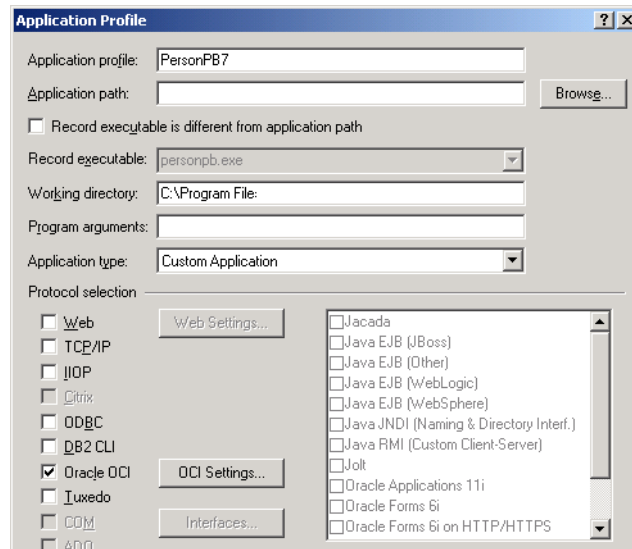 Application Profile
Application profile: PersonPB7
Application path: Browse...
Record executable is different from application path
Record executable: personpb.exe
Working directory: C:\Program File:
Program arguments:
Application type: Custom Application
Protocol selection
Web Web Settings...
TCP/IP
IIOP
Citrix
ODBC
DB2 CLI
Oracle OCI OCI Settings...
Tuxedo
COM Interfaces...
ADO
Jacada
Java EJB (JBoss)
Java EJB (Other)
Java EJB (WebLogic)
Java EJB (WebSphere)
Java JNDI (Naming & Directory Interf.)
Java RMI (Custom Client-Server)
Jolt
Oracle Applications 11i
Oracle Forms 6i
Oracle Forms 6i on HTTP/HTTPS